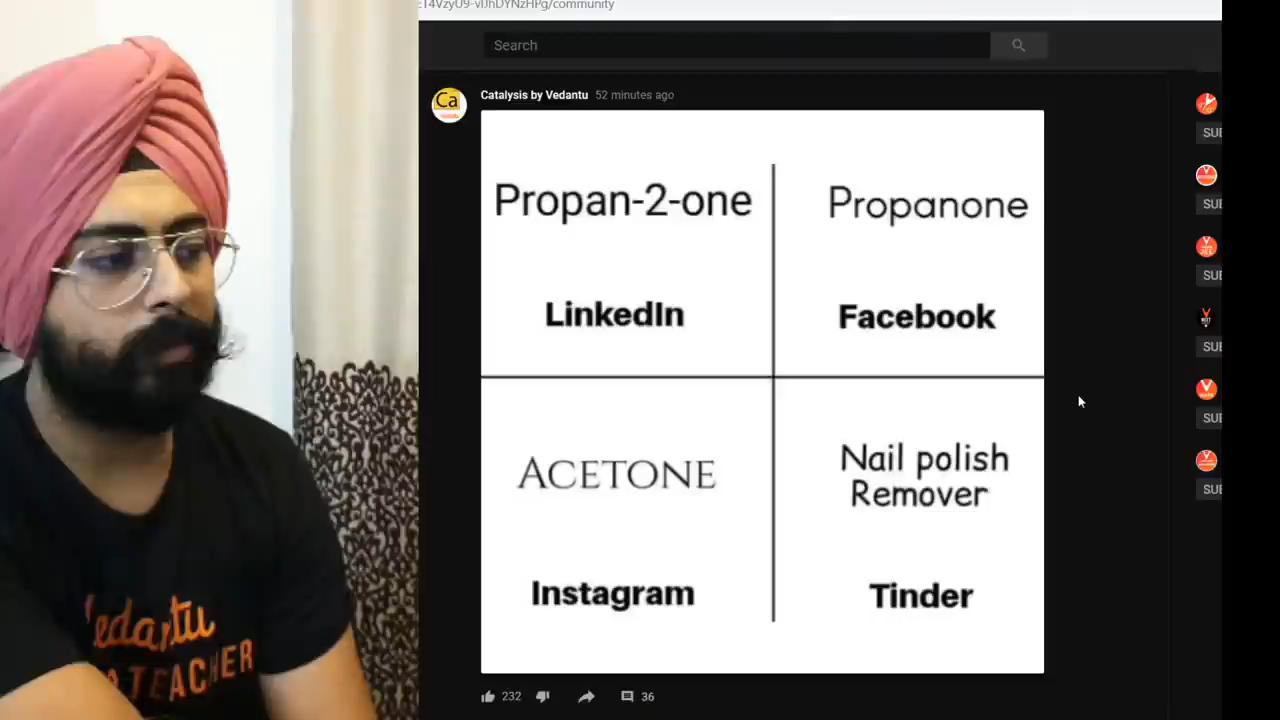 Search
Catalysis by Vedantu 52 minutes ago
Propan-2-one
Propanone
LinkedIn
Facebook
ACETONE
Nail polish
Remover
Instagram
Tinder
232
36
SUB
SUB
SUB
SUB
SUB
SUB
Vedantu
TEACHER